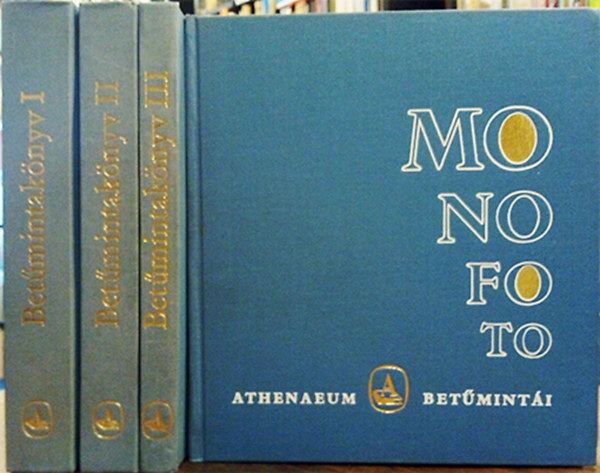 Betűmintakönyv I
Betűmintakönyv II
Betűmintakönyv III
MO
NO
FO
TO
ATHENAEUM A BETŰMINTÁI